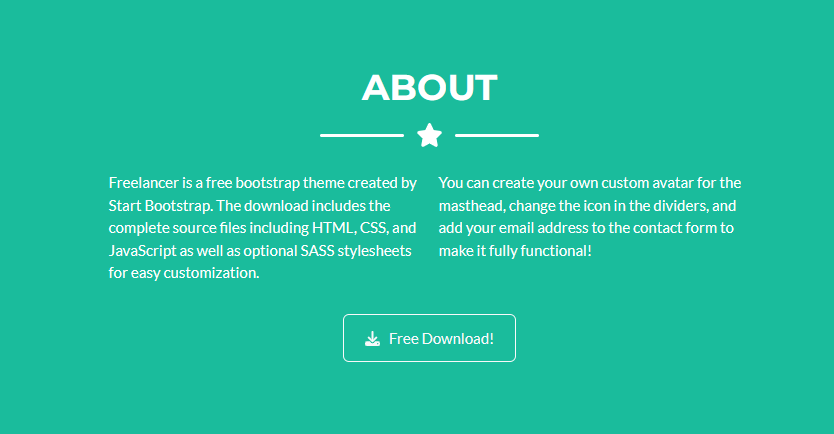 ABOUT
Freelancer is a free bootstrap theme created by
Start Bootstrap. The download includes the
complete source files including HTML, CSS, and
JavaScript as well as optional SASS stylesheets
for easy customization.
You can create your own custom avatar for the
masthead, change the icon in the dividers, and
add your email address to the contact form to
make it fully functional!
Free Download!